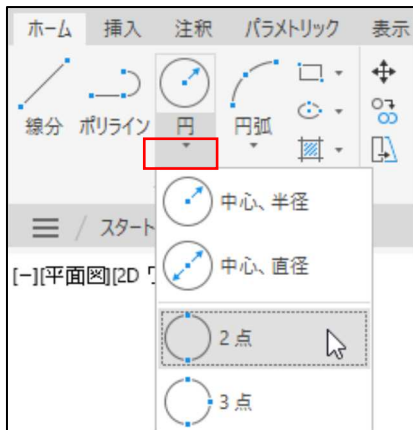 ホーム 挿入 注釈 パラメトリック 表示
線分 ポリライン 円 円弧
スタート
[−][平面図][2D
中心、半径
中心、直径
2 点
3 点